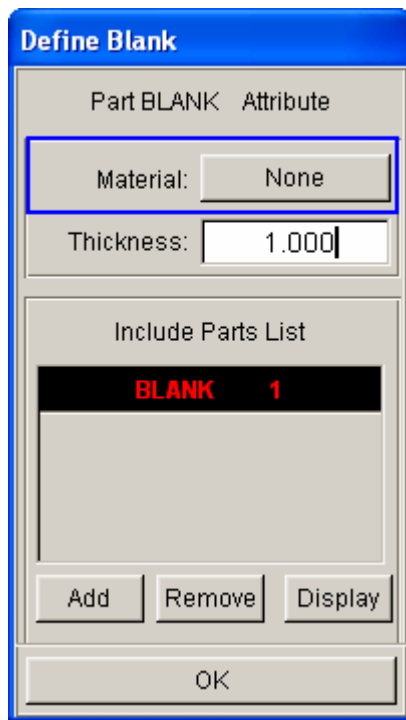 Define Blank
Part BLANK Attribute
Material: None
Thickness: 1.000
Include Parts List
BLANK 1
Add Remove Display
OK